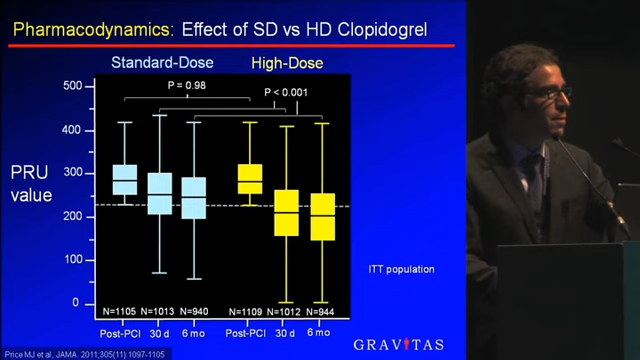 Pharmacodynamics: Effect of SD vs HD Clopidogrel
Standard-Dose High-Dose
P = 0.98
P < 0.001
500
400
PRU value
300
200
100
0
ITT population
N=1105 N=1013 N=940 N=1109 N=1012 N=944
Post-PCI 30 d 6 mo Post-PCI 30 d 6 mo
GRAVITAS
Price MJ et al, JAMA: 2011;305(11):1097-1105